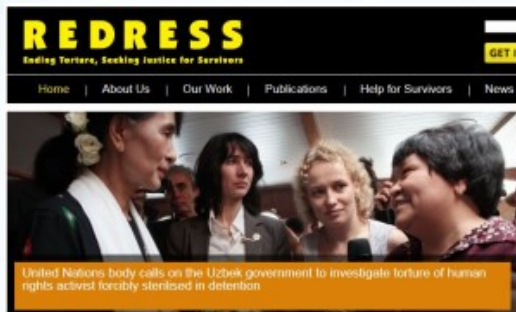 REDRESS
Ending Torture, Seeking Justice for Survivors
GET
Home | About Us | Our Work | Publications | Help for Survivors | News
United Nations body calls on the Uzbek government to investigate torture of human
rights activist forcibly sterilised in detention